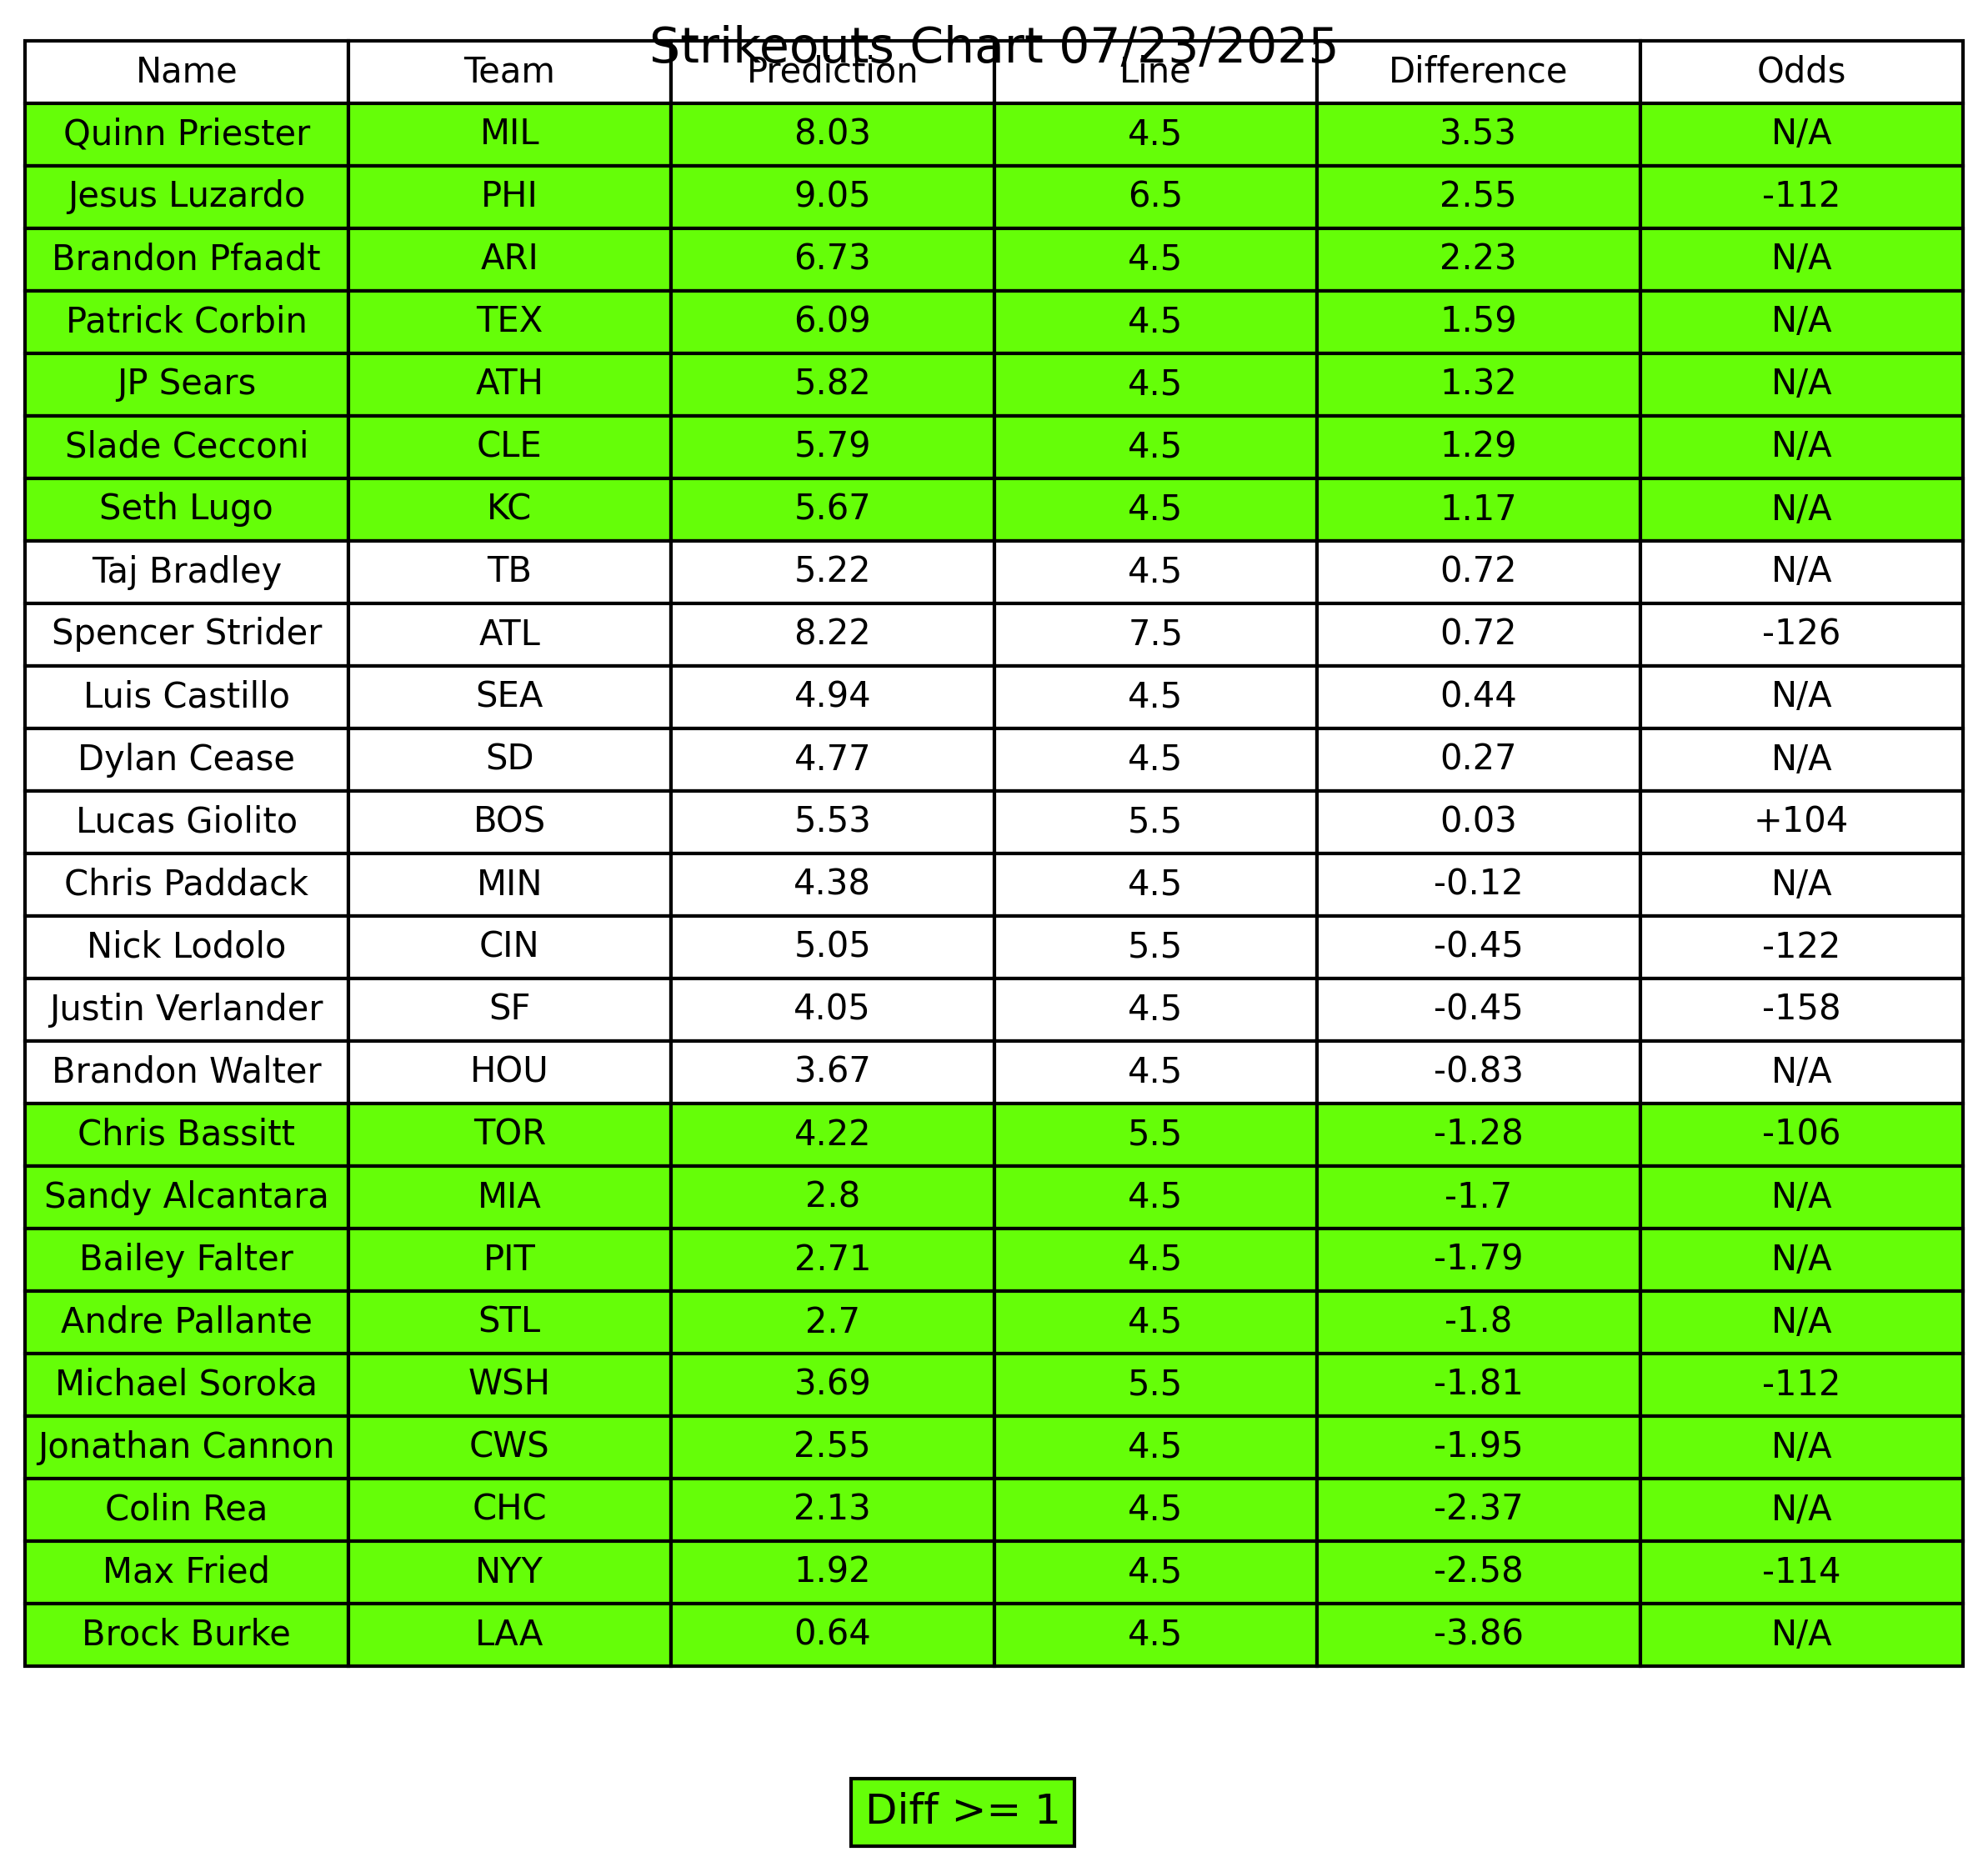 Strikeouts Chart 07/23/2025
Name Team Prediction Line Difference Odds
Quinn Priester MIL 8.03 4.5 3.53 N/A
Jesus Luzardo PHI 9.05 6.5 2.55 -112
Brandon Pfaadt ARI 6.73 4.5 2.23 N/A
Patrick Corbin TEX 6.09 4.5 1.59 N/A
JP Sears ATH 5.82 4.5 1.32 N/A
Slade Cecconi CLE 5.79 4.5 1.29 N/A
Seth Lugo KC 5.67 4.5 1.17 N/A
Taj Bradley TB 5.22 4.5 0.72 N/A
Spencer Strider ATL 8.22 7.5 0.72 -126
Luis Castillo SEA 4.94 4.5 0.44 N/A
Dylan Cease SD 4.77 4.5 0.27 N/A
Lucas Giolito BOS 5.53 5.5 0.03 +104
Chris Paddack MIN 4.38 4.5 -0.12 N/A
Nick Lodolo CIN 5.05 5.5 -0.45 -122
Justin Verlander SF 4.05 4.5 -0.45 -158
Brandon Walter HOU 3.67 4.5 -0.83 N/A
Chris Bassitt TOR 4.22 5.5 -1.28 -106
Sandy Alcantara MIA 2.8 4.5 -1.7 N/A
Bailey Falter PIT 2.71 4.5 -1.79 N/A
Andre Pallante STL 2.7 4.5 -1.8 N/A
Michael Soroka WSH 3.69 5.5 -1.81 -112
Jonathan Cannon CWS 2.55 4.5 -1.95 N/A
Colin Rea CHC 2.13 4.5 -2.37 N/A
Max Fried NYY 1.92 4.5 -2.58 -114
Brock Burke LAA 0.64 4.5 -3.86 N/A
Diff >= 1